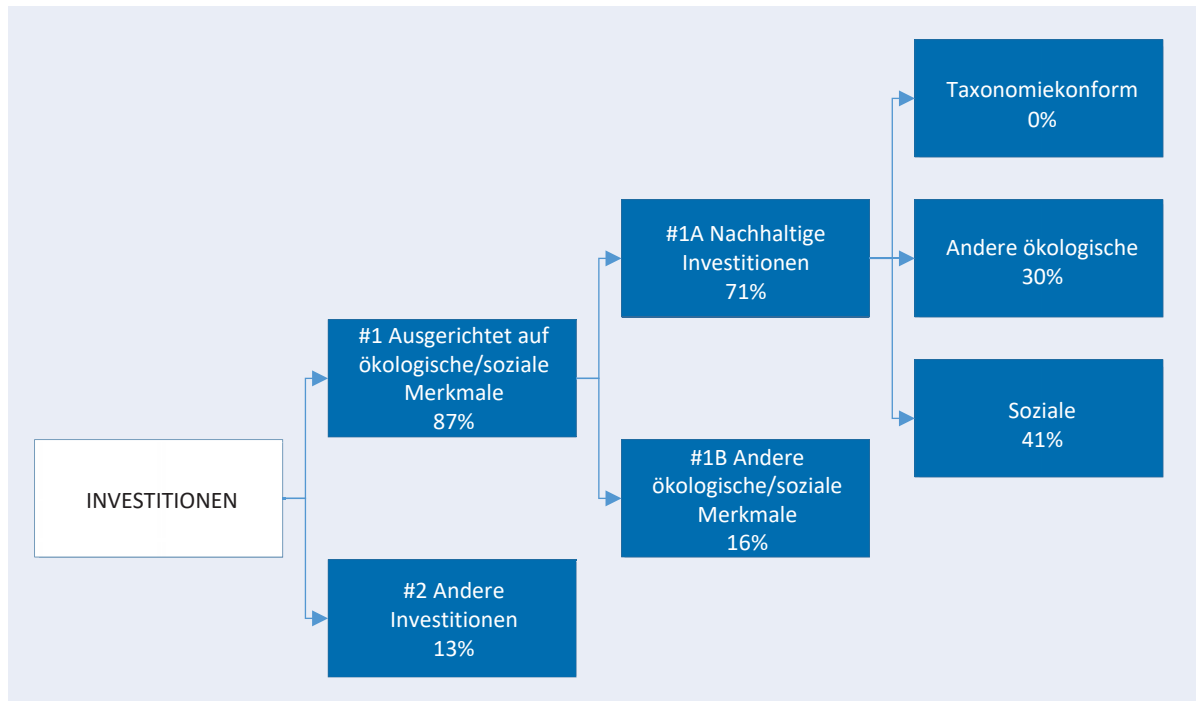 INVESTITIONEN
#1 Ausgerichtet auf
ökologische/soziale
Merkmale
87%
#2 Andere
Investitionen
13%
#1A Nachhaltige
Investitionen
71%
#1B Andere
ökologische/soziale
Merkmale
16%
Taxonomiekonform
0%
Andere ökologische
30%
Soziale
41%